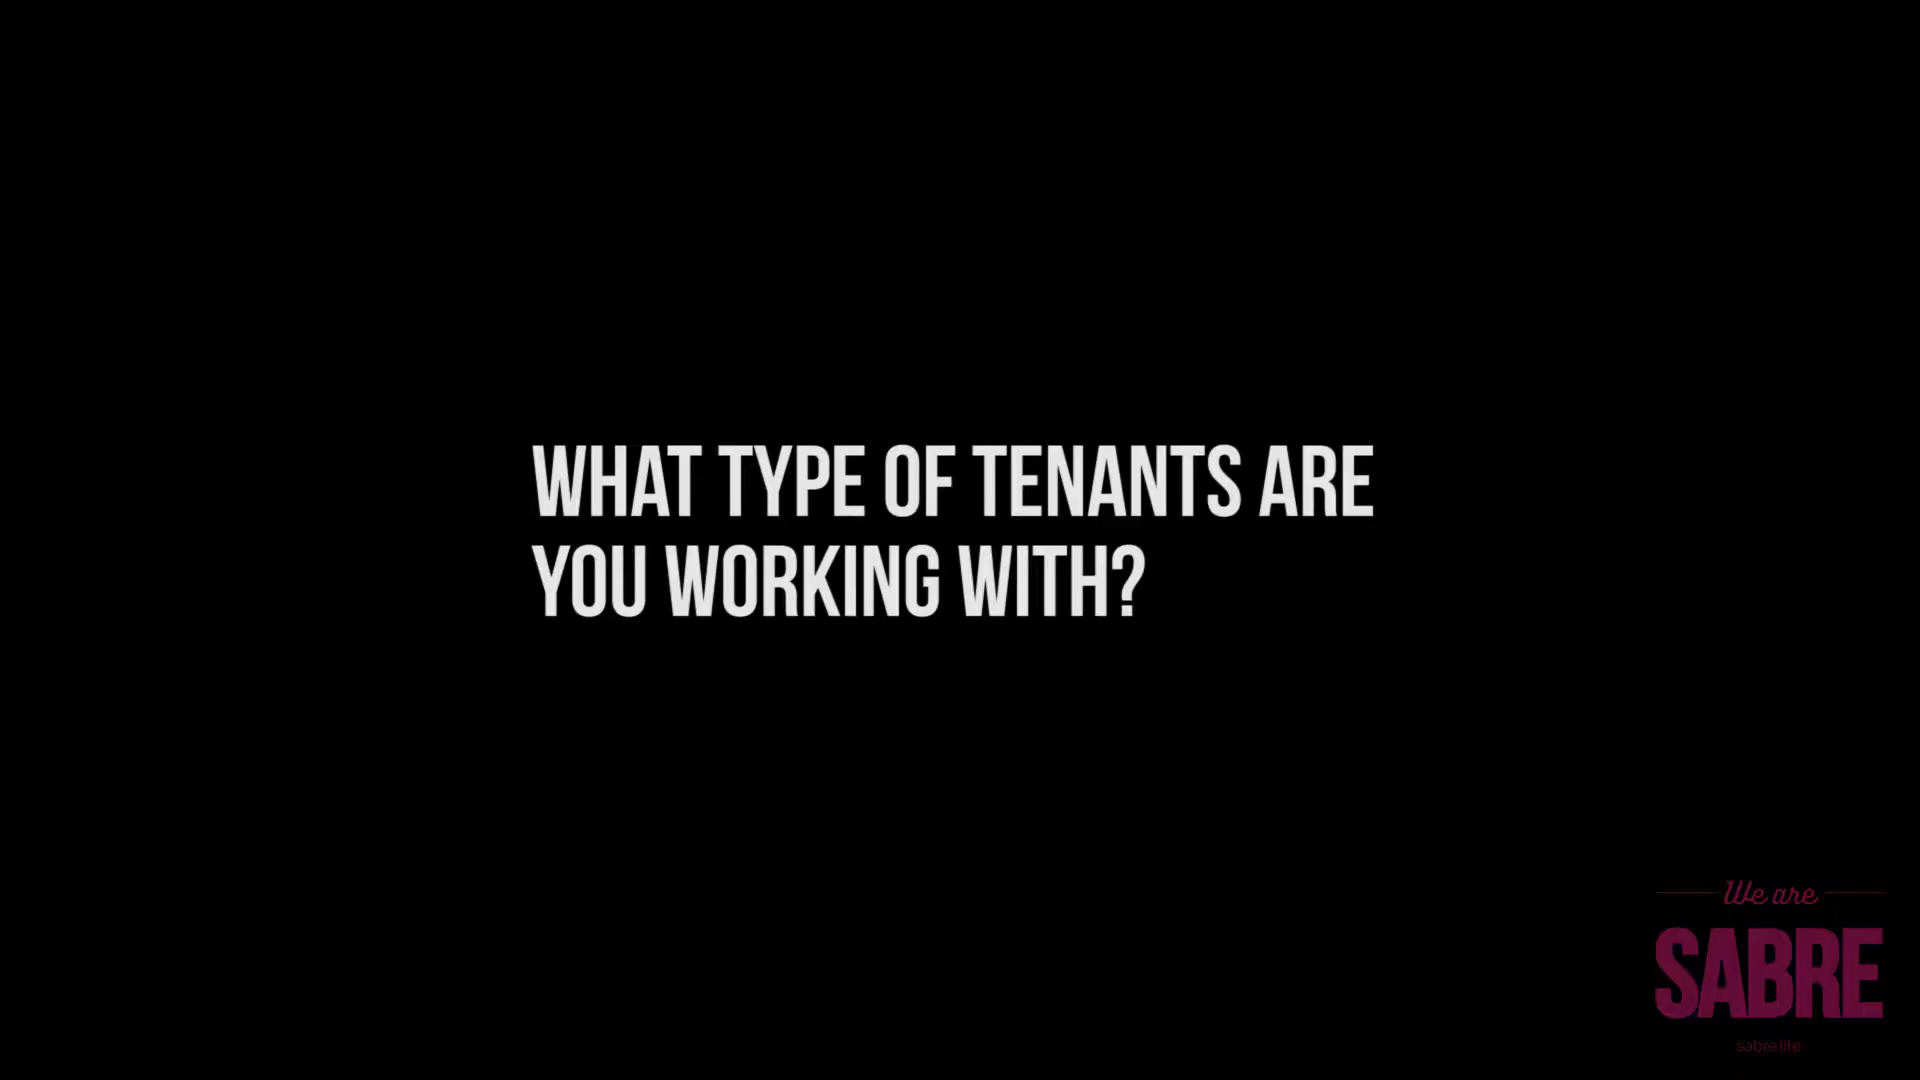 WHAT TYPE OF TENANTS ARE
YOU WORKING WITH?
We are
SABRE
sabre.life